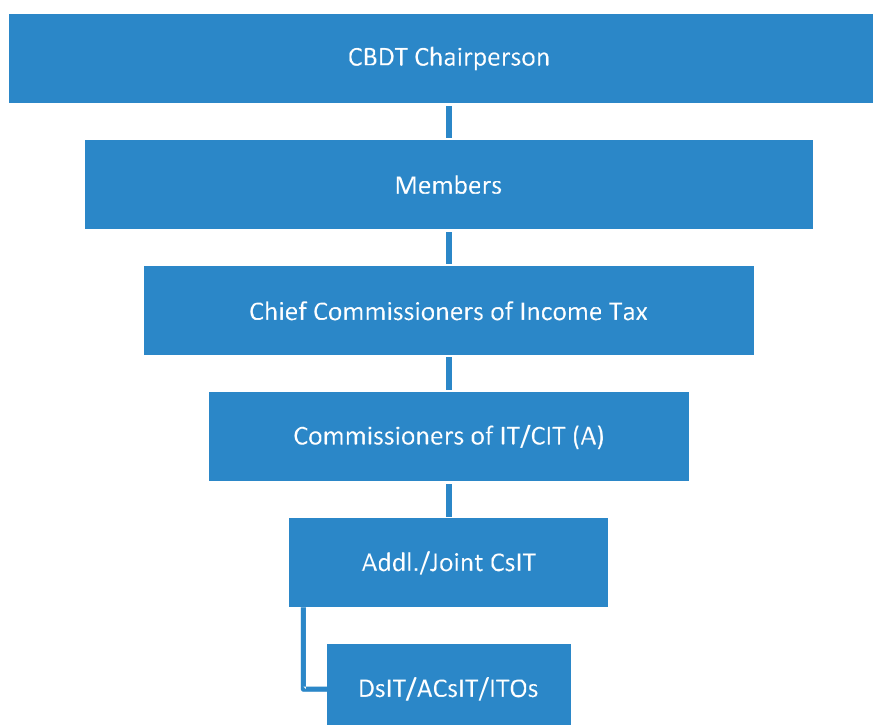 CBDT Chairperson
Members
Chief Commissioners of Income Tax
Commissioners of IT/CIT (A)
Addl./Joint CsIT
DsIT/ACsIT/ITOs